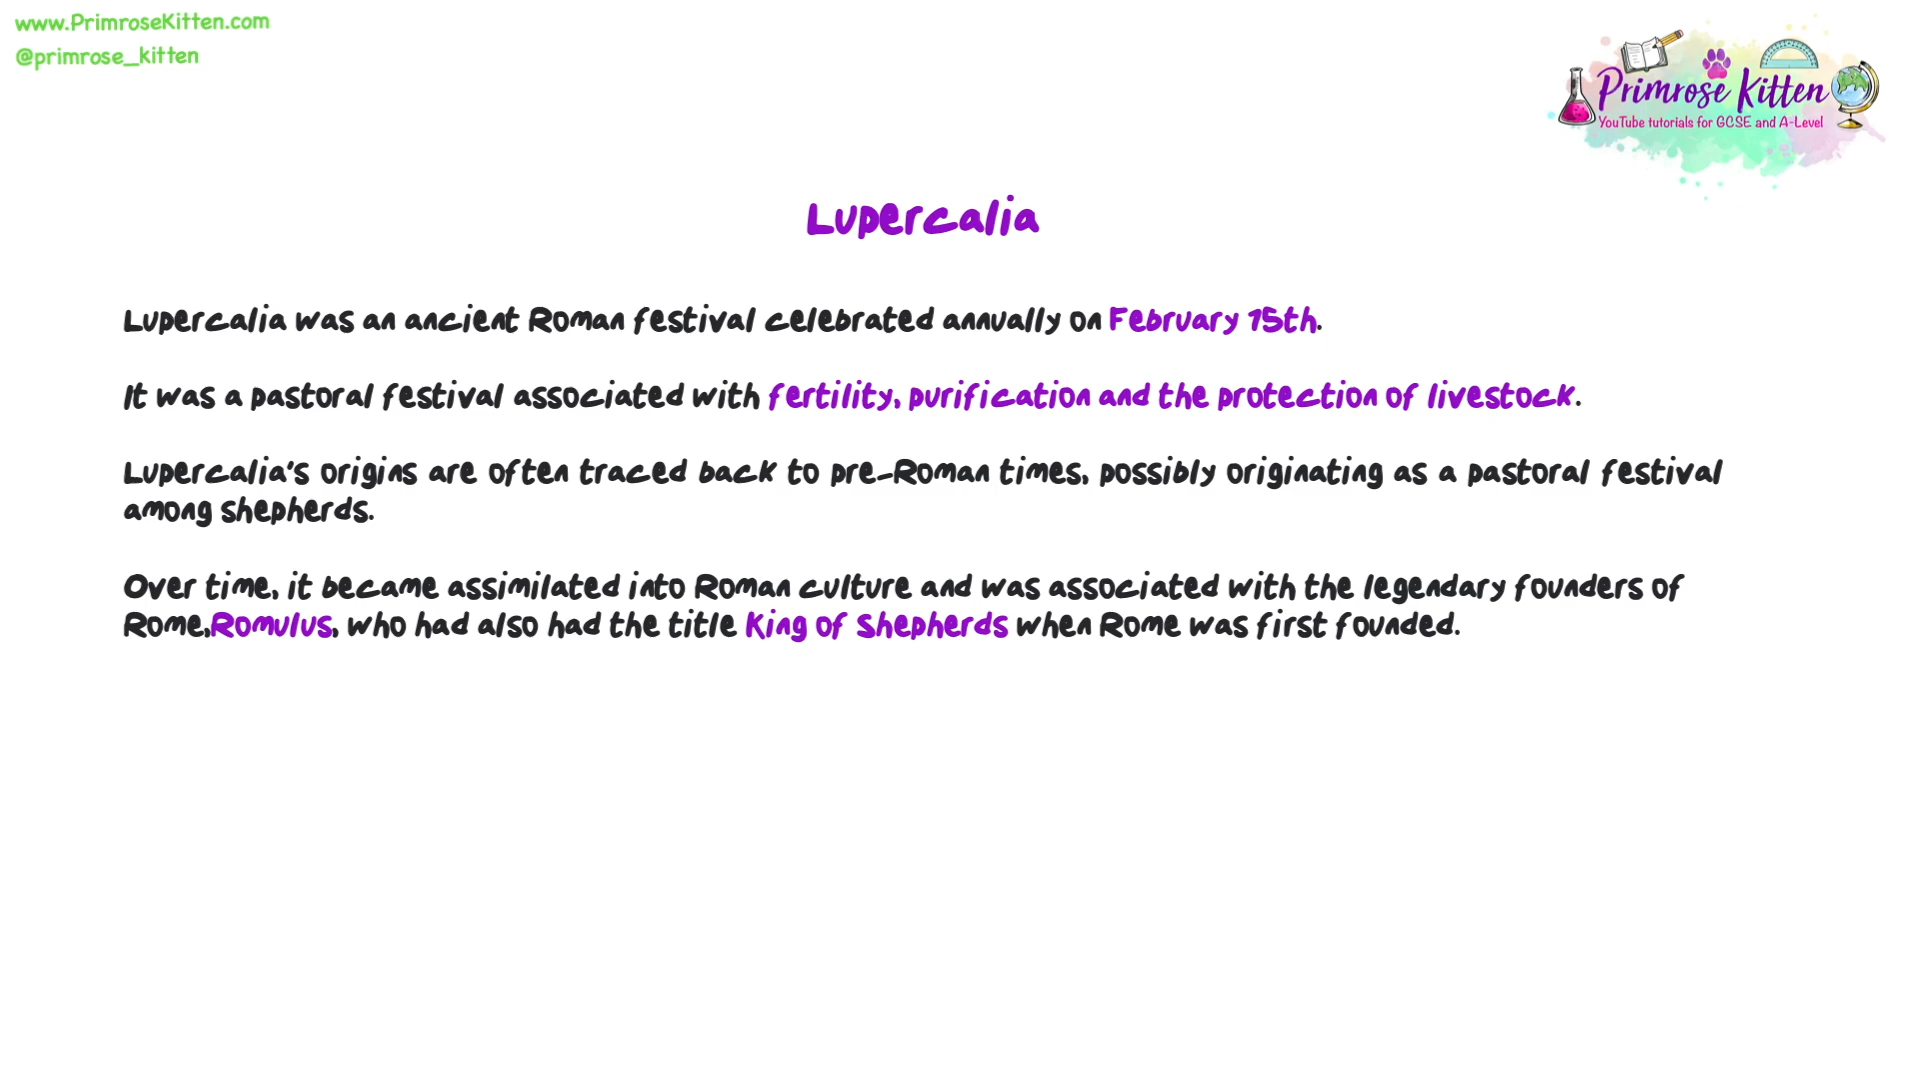 www.PrimroseKitten.com
@primrose_kitten
Primrose Kitten
YouTube tutorials for GCSE and A-Level
Lupercalia
Lupercalia was an ancient Roman festival celebrated annually on February 15th.
It was a pastoral festival associated with fertility, purification and the protection of livestock.
Lupercalia's origins are often traced back to pre-Roman times, possibly originating as a pastoral festival
among shepherds.
Over time, it became assimilated into Roman culture and was associated with the legendary founders of
Rome,Romulus, who had also had the title King of Shepherds when Rome was first founded.